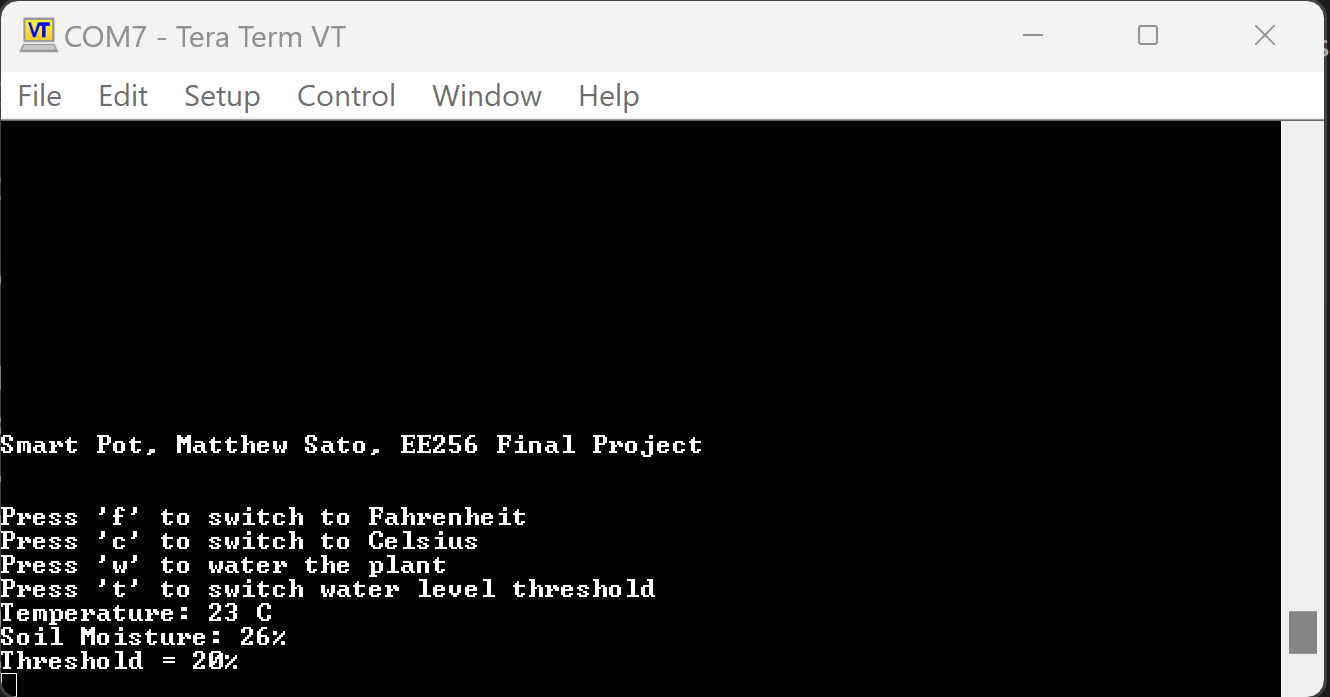 VT COM7 - Tera Term VT
File Edit Setup Control Window Help
Smart Pot, Matthew Sato, EE256 Final Project
Press 'f' to switch to Fahrenheit
Press 'c' to switch to Celsius
Press 'w' to water the plant
Press 't' to switch water level threshold
Temperature: 23 C
Soil Moisture: 26%
Threshold = 20%